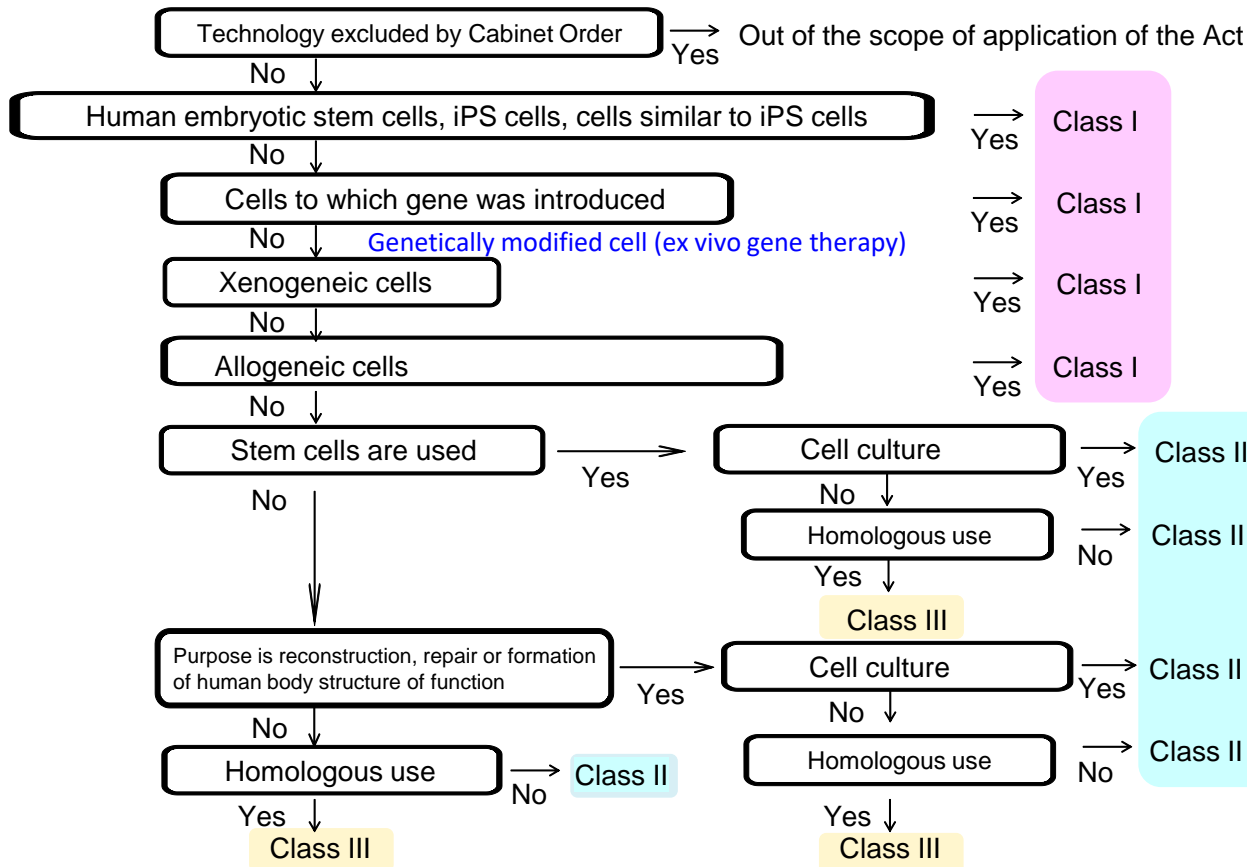 Technology excluded by Cabinet Order
Yes
Out of the scope of application of the Act
No
Human embryotic stem cells, iPS cells, cells similar to iPS cells
Yes
Class I
No
Cells to which gene was introduced
Yes
Class I
No
Genetically modified cell (ex vivo gene therapy)
Xenogeneic cells
Yes
Class I
No
Allogeneic cells
Yes
Class I
No
Stem cells are used
Yes
Cell culture
Yes
Class II
No
No
Homologous use
No
Class II
Yes
Class III
Purpose is reconstruction, repair or formation
of human body structure of function
Yes
Cell culture
Yes
Class II
No
No
Homologous use
No
Class II
Homologous use
No
Class II
Yes
Class III
Yes
Class III